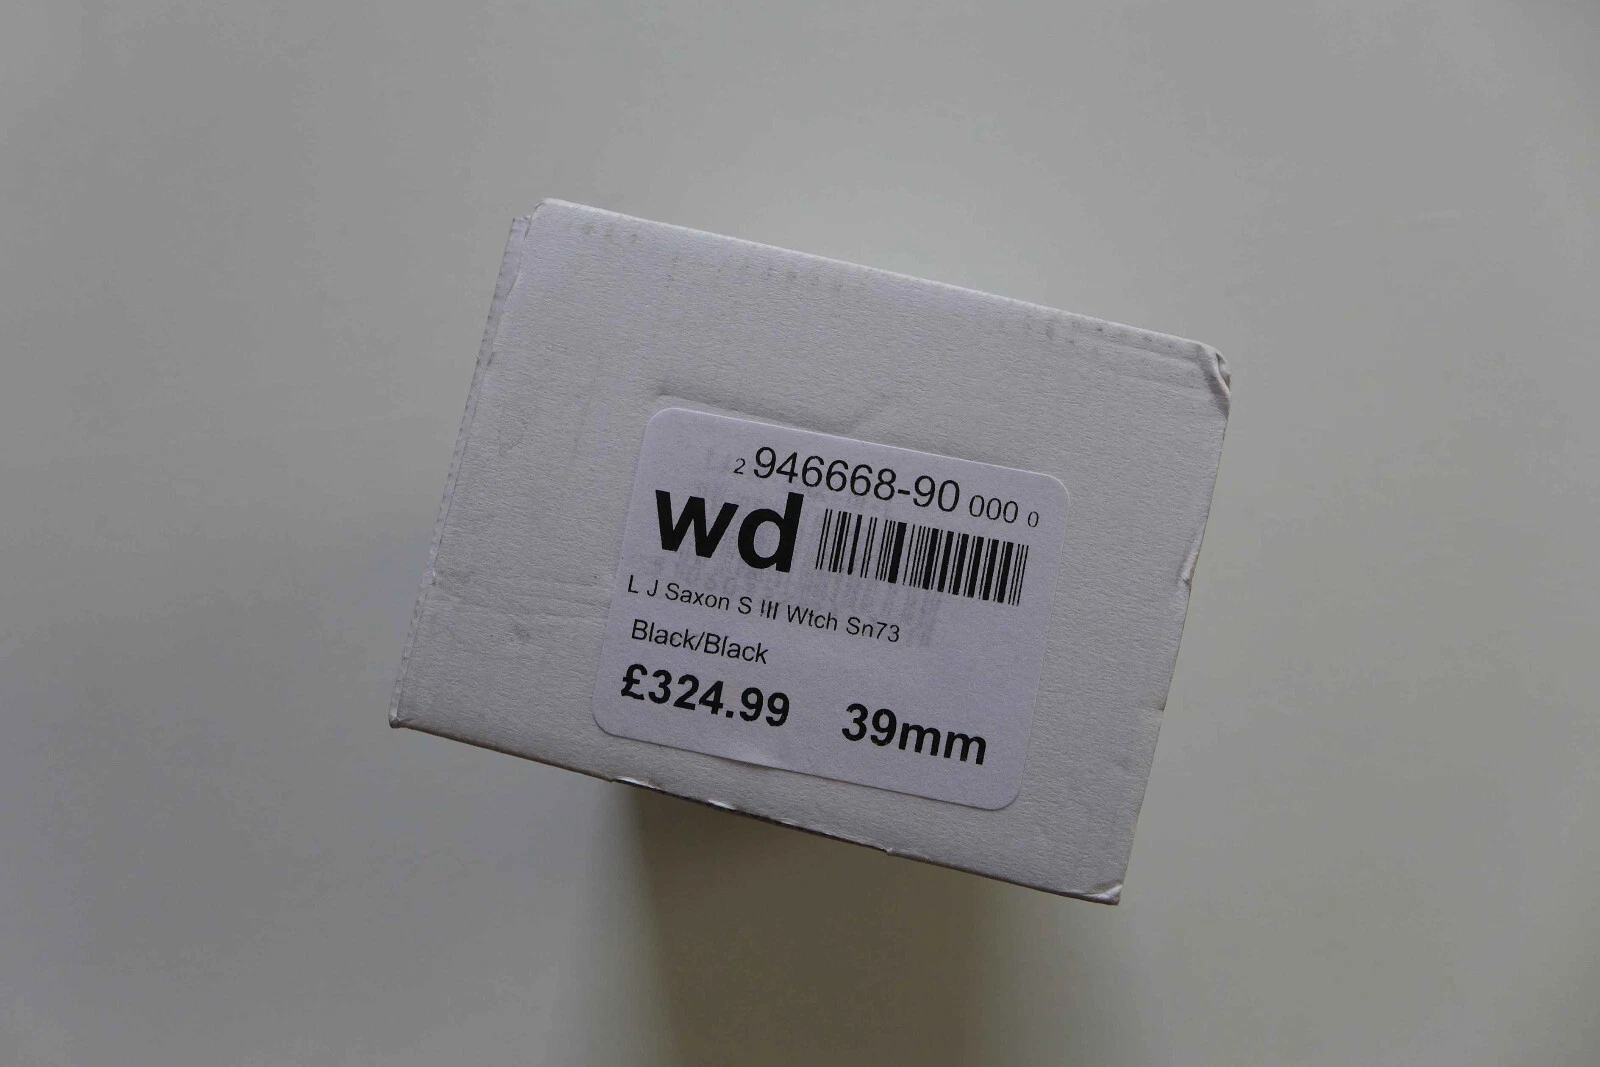 2 946668-90 000 0
wd
L J Saxon S III Wtch Sn73
Black/Black
£324.99 39mm